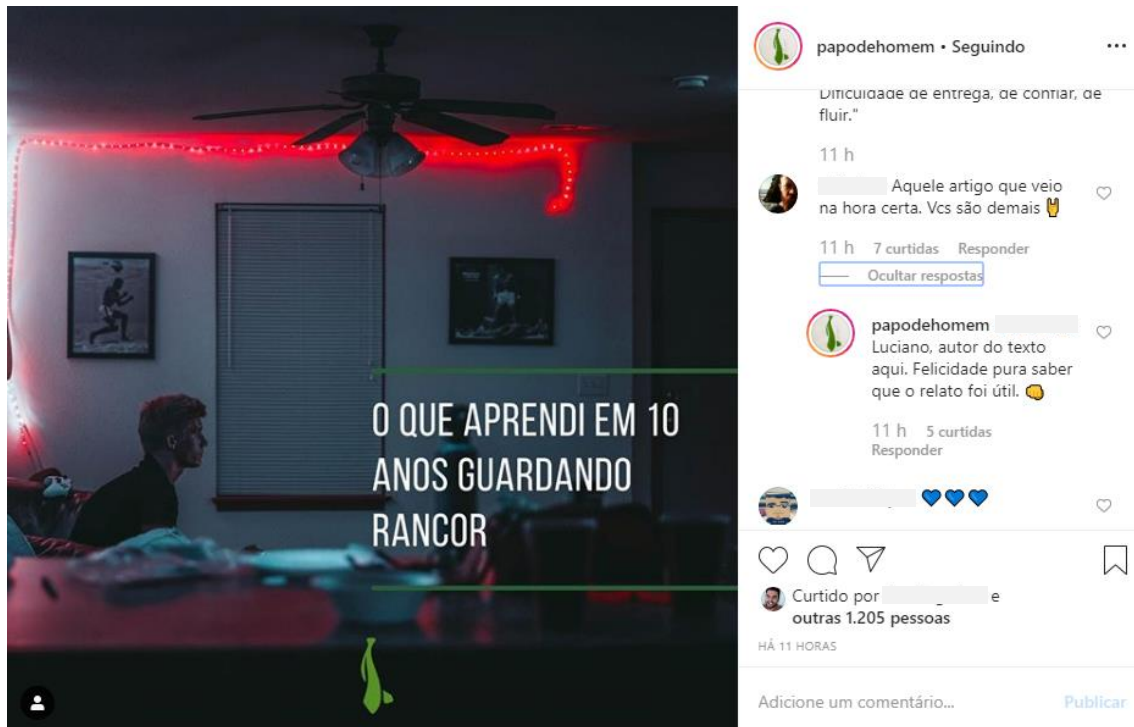 O QUE APRENDI EM 10
ANOS GUARDANDO
RANCOR
papodehomem • Seguindo
Dificuldade de entrega, de confiar, de
fluir."
11 h
Aquele artigo que veio
na hora certa. Vcs são demais 🤘
11 h 7 curtidas Responder
Ocultar respostas
papodehomem
Luciano, autor do texto
aqui. Felicidade pura saber
que o relato foi útil. 👊
11 h 5 curtidas
Responder
💙💙💙
Curtido por e
outras 1.205 pessoas
HÁ 11 HORAS
Adicione um comentário... Publicar